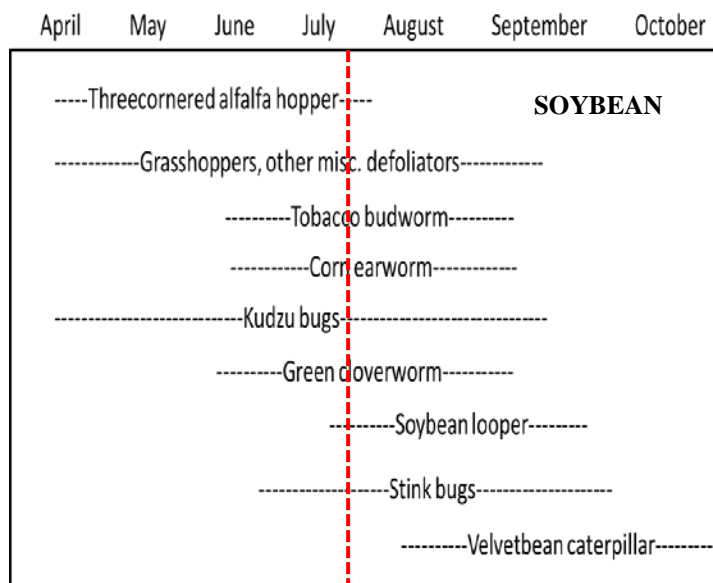 April May June July August September October
-----Threecornered alfalfa hopper-----
SOYBEAN
-------------Grasshoppers, other misc. defoliators-------------
----------Tobacco budworm----------
------------Corn earworm-------------
-----------------------------Kudzu bugs--------------------------------
----------Green cloverworm-----------
----------Soybean looper---------
--------------------Stink bugs---------------------
----------Velvetbean caterpillar---------